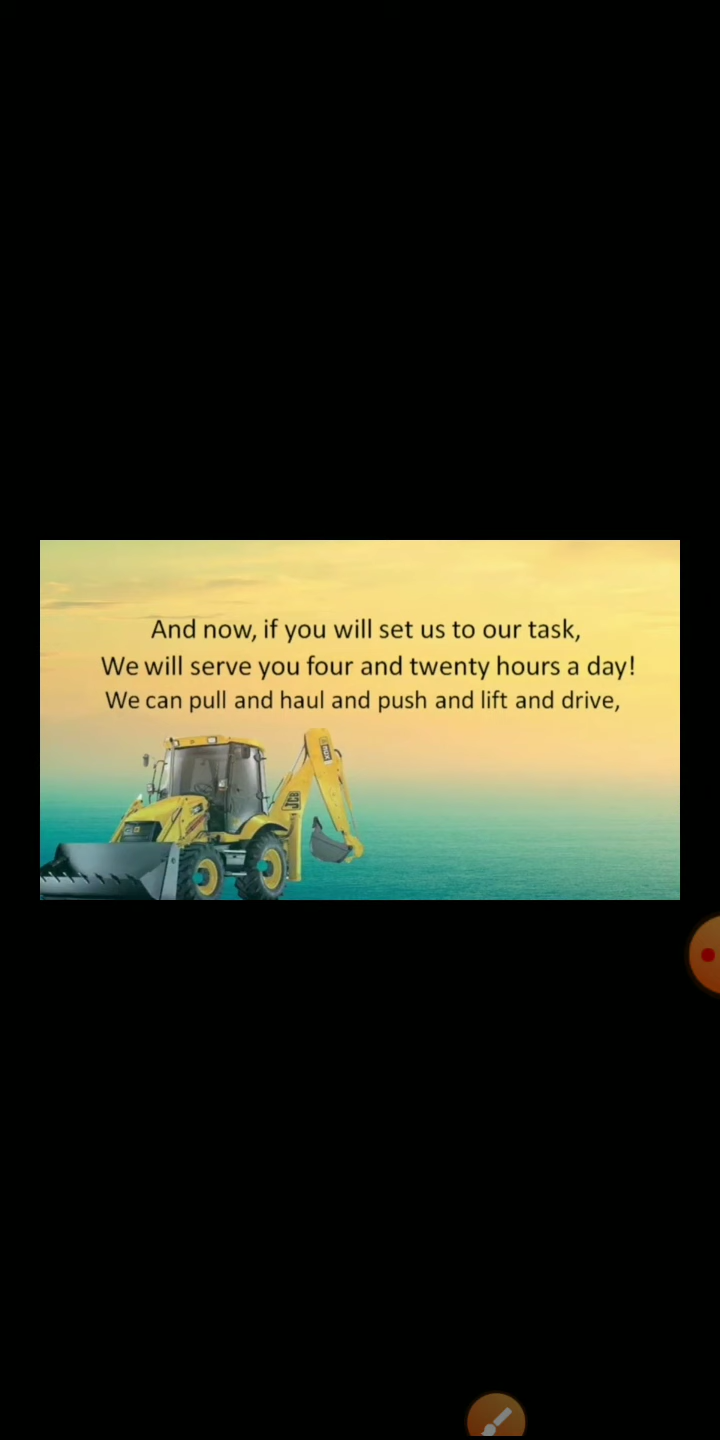 And now, if you will set us to our task,
We will serve you four and twenty hours a day!
We can pull and haul and push and lift and drive,
JCB